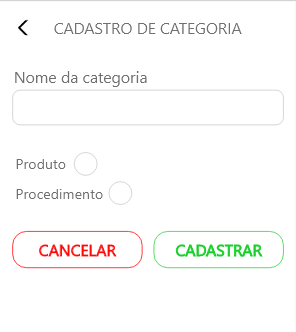 CADASTRO DE CATEGORIA
Nome da categoria
Produto
Procedimento
CANCELAR CADASTRAR